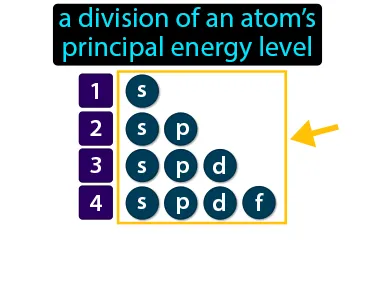 a division of an atom's
principal energy level
1 s
2 s p
3 s p d
4 s p d f